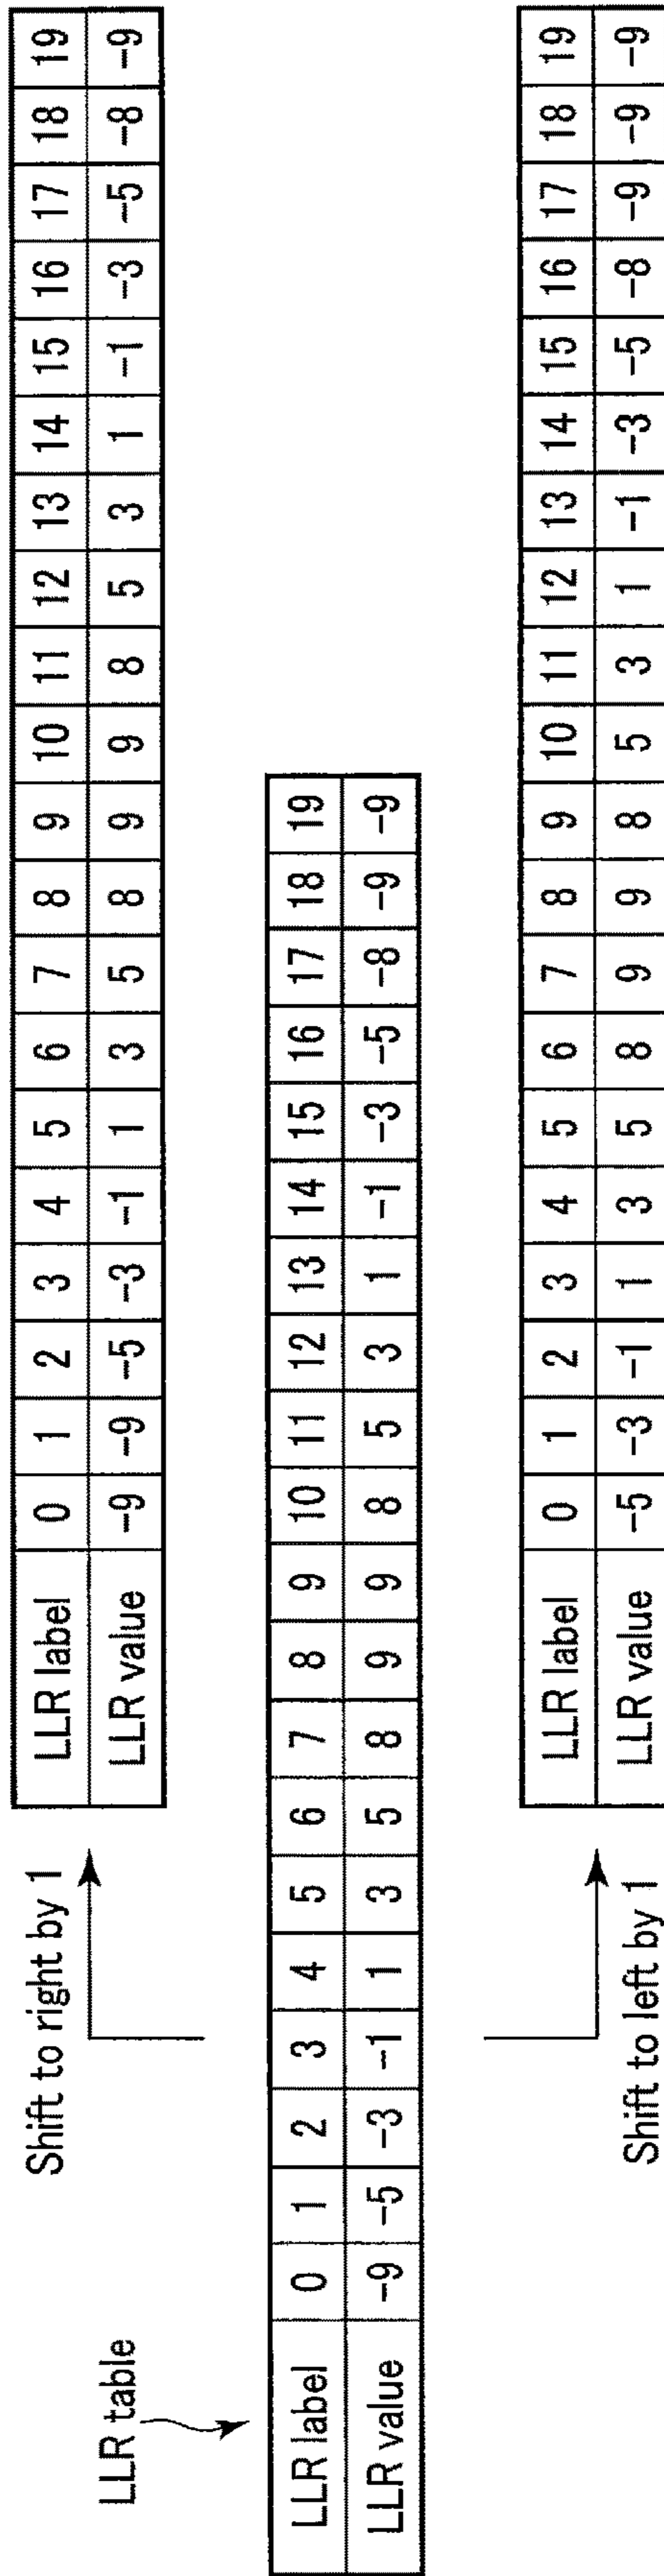 Shift to right by 1
LLR label 0 1 2 3 4 5 6 7 8 9 10 11 12 13 14 15 16 17 18 19
LLR value -9 -9 -5 -3 -1 1 3 5 8 9 9 8 5 3 1 -1 -3 -5 -8 -9
LLR table
LLR label 0 1 2 3 4 5 6 7 8 9 10 11 12 13 14 15 16 17 18 19
LLR value -9 -5 -3 -1 1 3 5 8 9 9 8 5 3 1 -1 -3 -5 -8 -9 -9
Shift to left by 1
LLR label 0 1 2 3 4 5 6 7 8 9 10 11 12 13 14 15 16 17 18 19
LLR value -5 -3 -1 1 3 5 8 9 9 8 5 3 1 -1 -3 -5 -8 -9 -9 -9